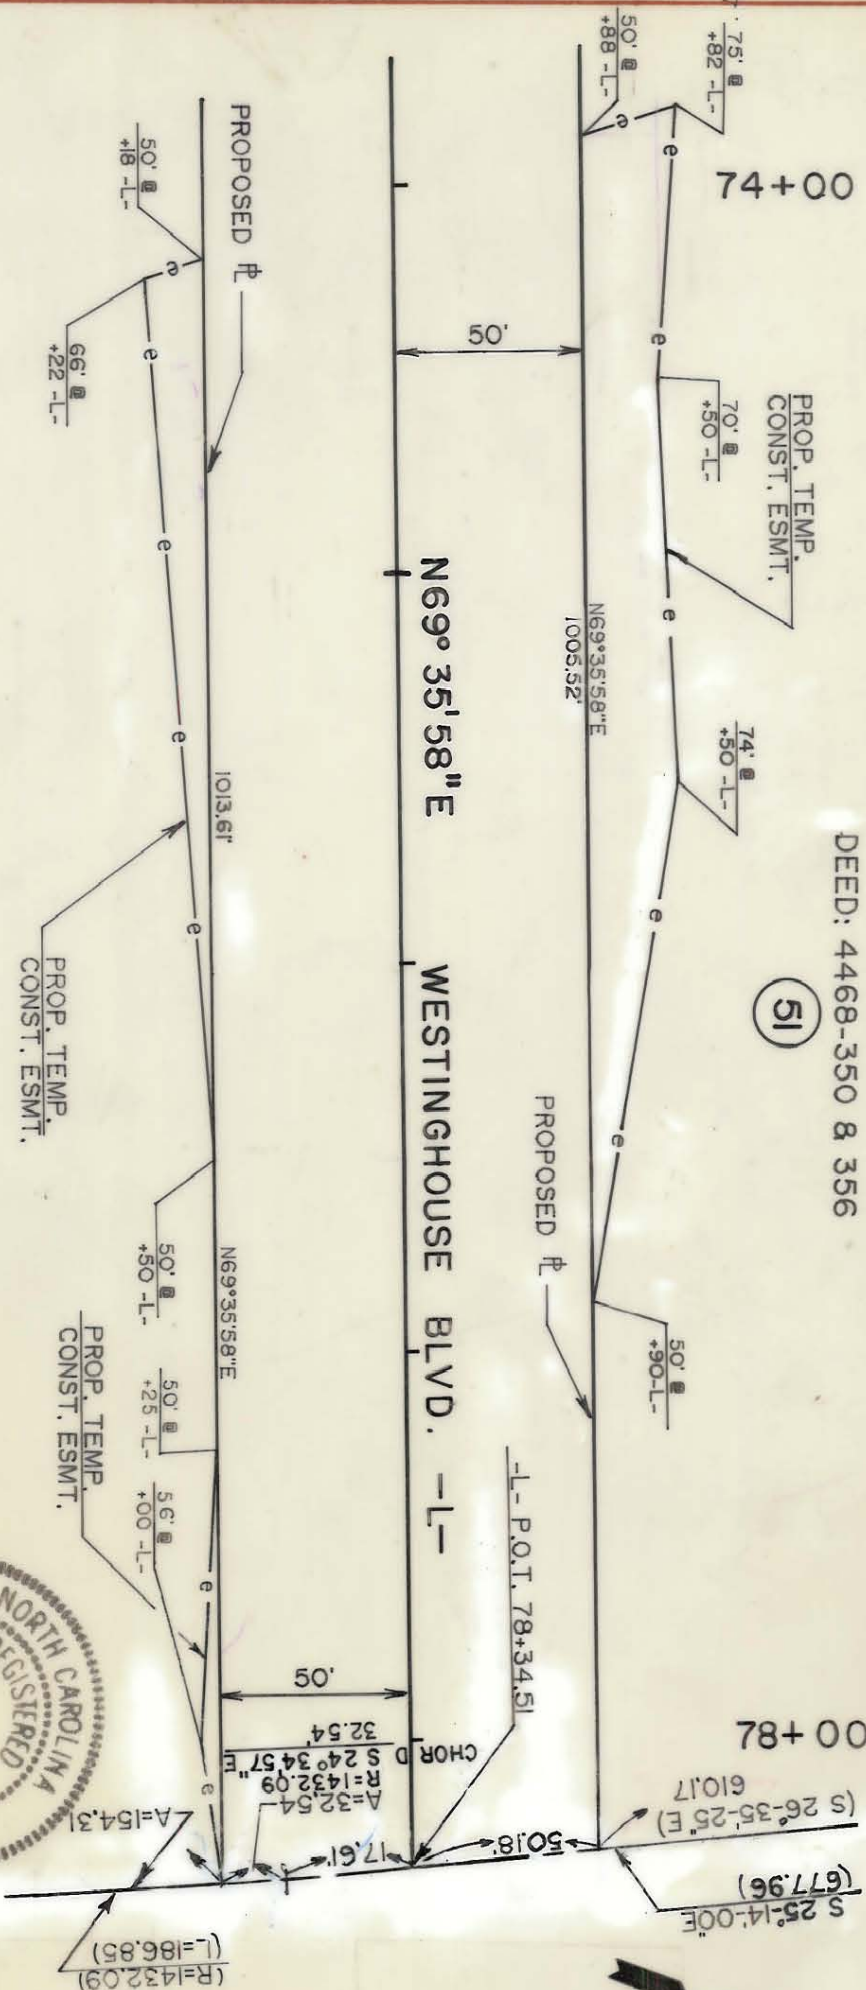 75' @
+82 -L-
50' @
+88 -L-
74+00
PROPOSED PL
50' @
+18 -L-
66' @
+22 -L-
50'
70' @
+50 -L-
PROP. TEMP.
CONST. ESMT.
N69° 35' 58" E
N69°35'58"E
1005.52'
74' @
+50 -L-
DEED: 4468-350 & 356
51
1013.61'
PROP. TEMP.
CONST. ESMT.
WESTINGHOUSE BLVD. -L-
PROPOSED PL
50' @
+90-L-
50' @
+50 -L-
N69°35'58"E
50' @
+25 -L-
56' @
+00 -L-
PROP. TEMP.
CONST. ESMT.
-L- P.O.T. 78+34.51
78+00
50'
CHORD
S 24° 34' 57" E
32.54'
R=1432.09
A=32.54
A=154.31
17.61'
50.18'
(S 26°-35'-25"E)
610.17
S 25°-14'-00"E
(677.96)
(R=1432.09)
(L=186.85)
NORTH CAROLINA
REGISTERED
e
e
e
e
e
e
e
e
e
e
e
e
e
e